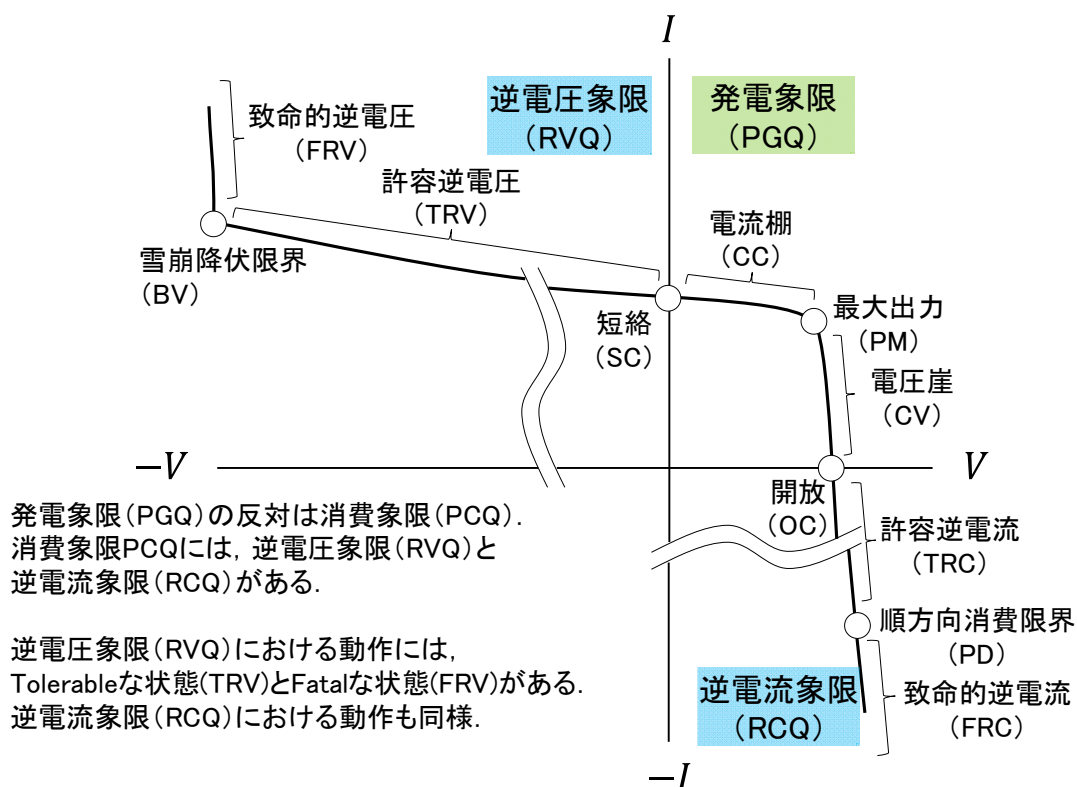 I
逆電圧象限
（RVQ）
発電象限
（PGQ）
致命的逆電圧
（FRV）
許容逆電圧
（TRV）
電流棚
（CC）
雪崩降伏限界
（BV）
短絡
（SC）
最大出力
（PM）
電圧崖
（CV）
−V
V
開放
（OC）
発電象限（PGQ）の反対は消費象限（PCQ）．
消費象限PCQには，逆電圧象限（RVQ）と
逆電流象限（RCQ）がある．
許容逆電流
（TRC）
順方向消費限界
（PD）
逆電圧象限（RVQ）における動作には，
Tolerableな状態(TRV)とFatalな状態(FRV)がある．
逆電流象限（RCQ）における動作も同様．
逆電流象限
（RCQ）
致命的逆電流
（FRC）
−I